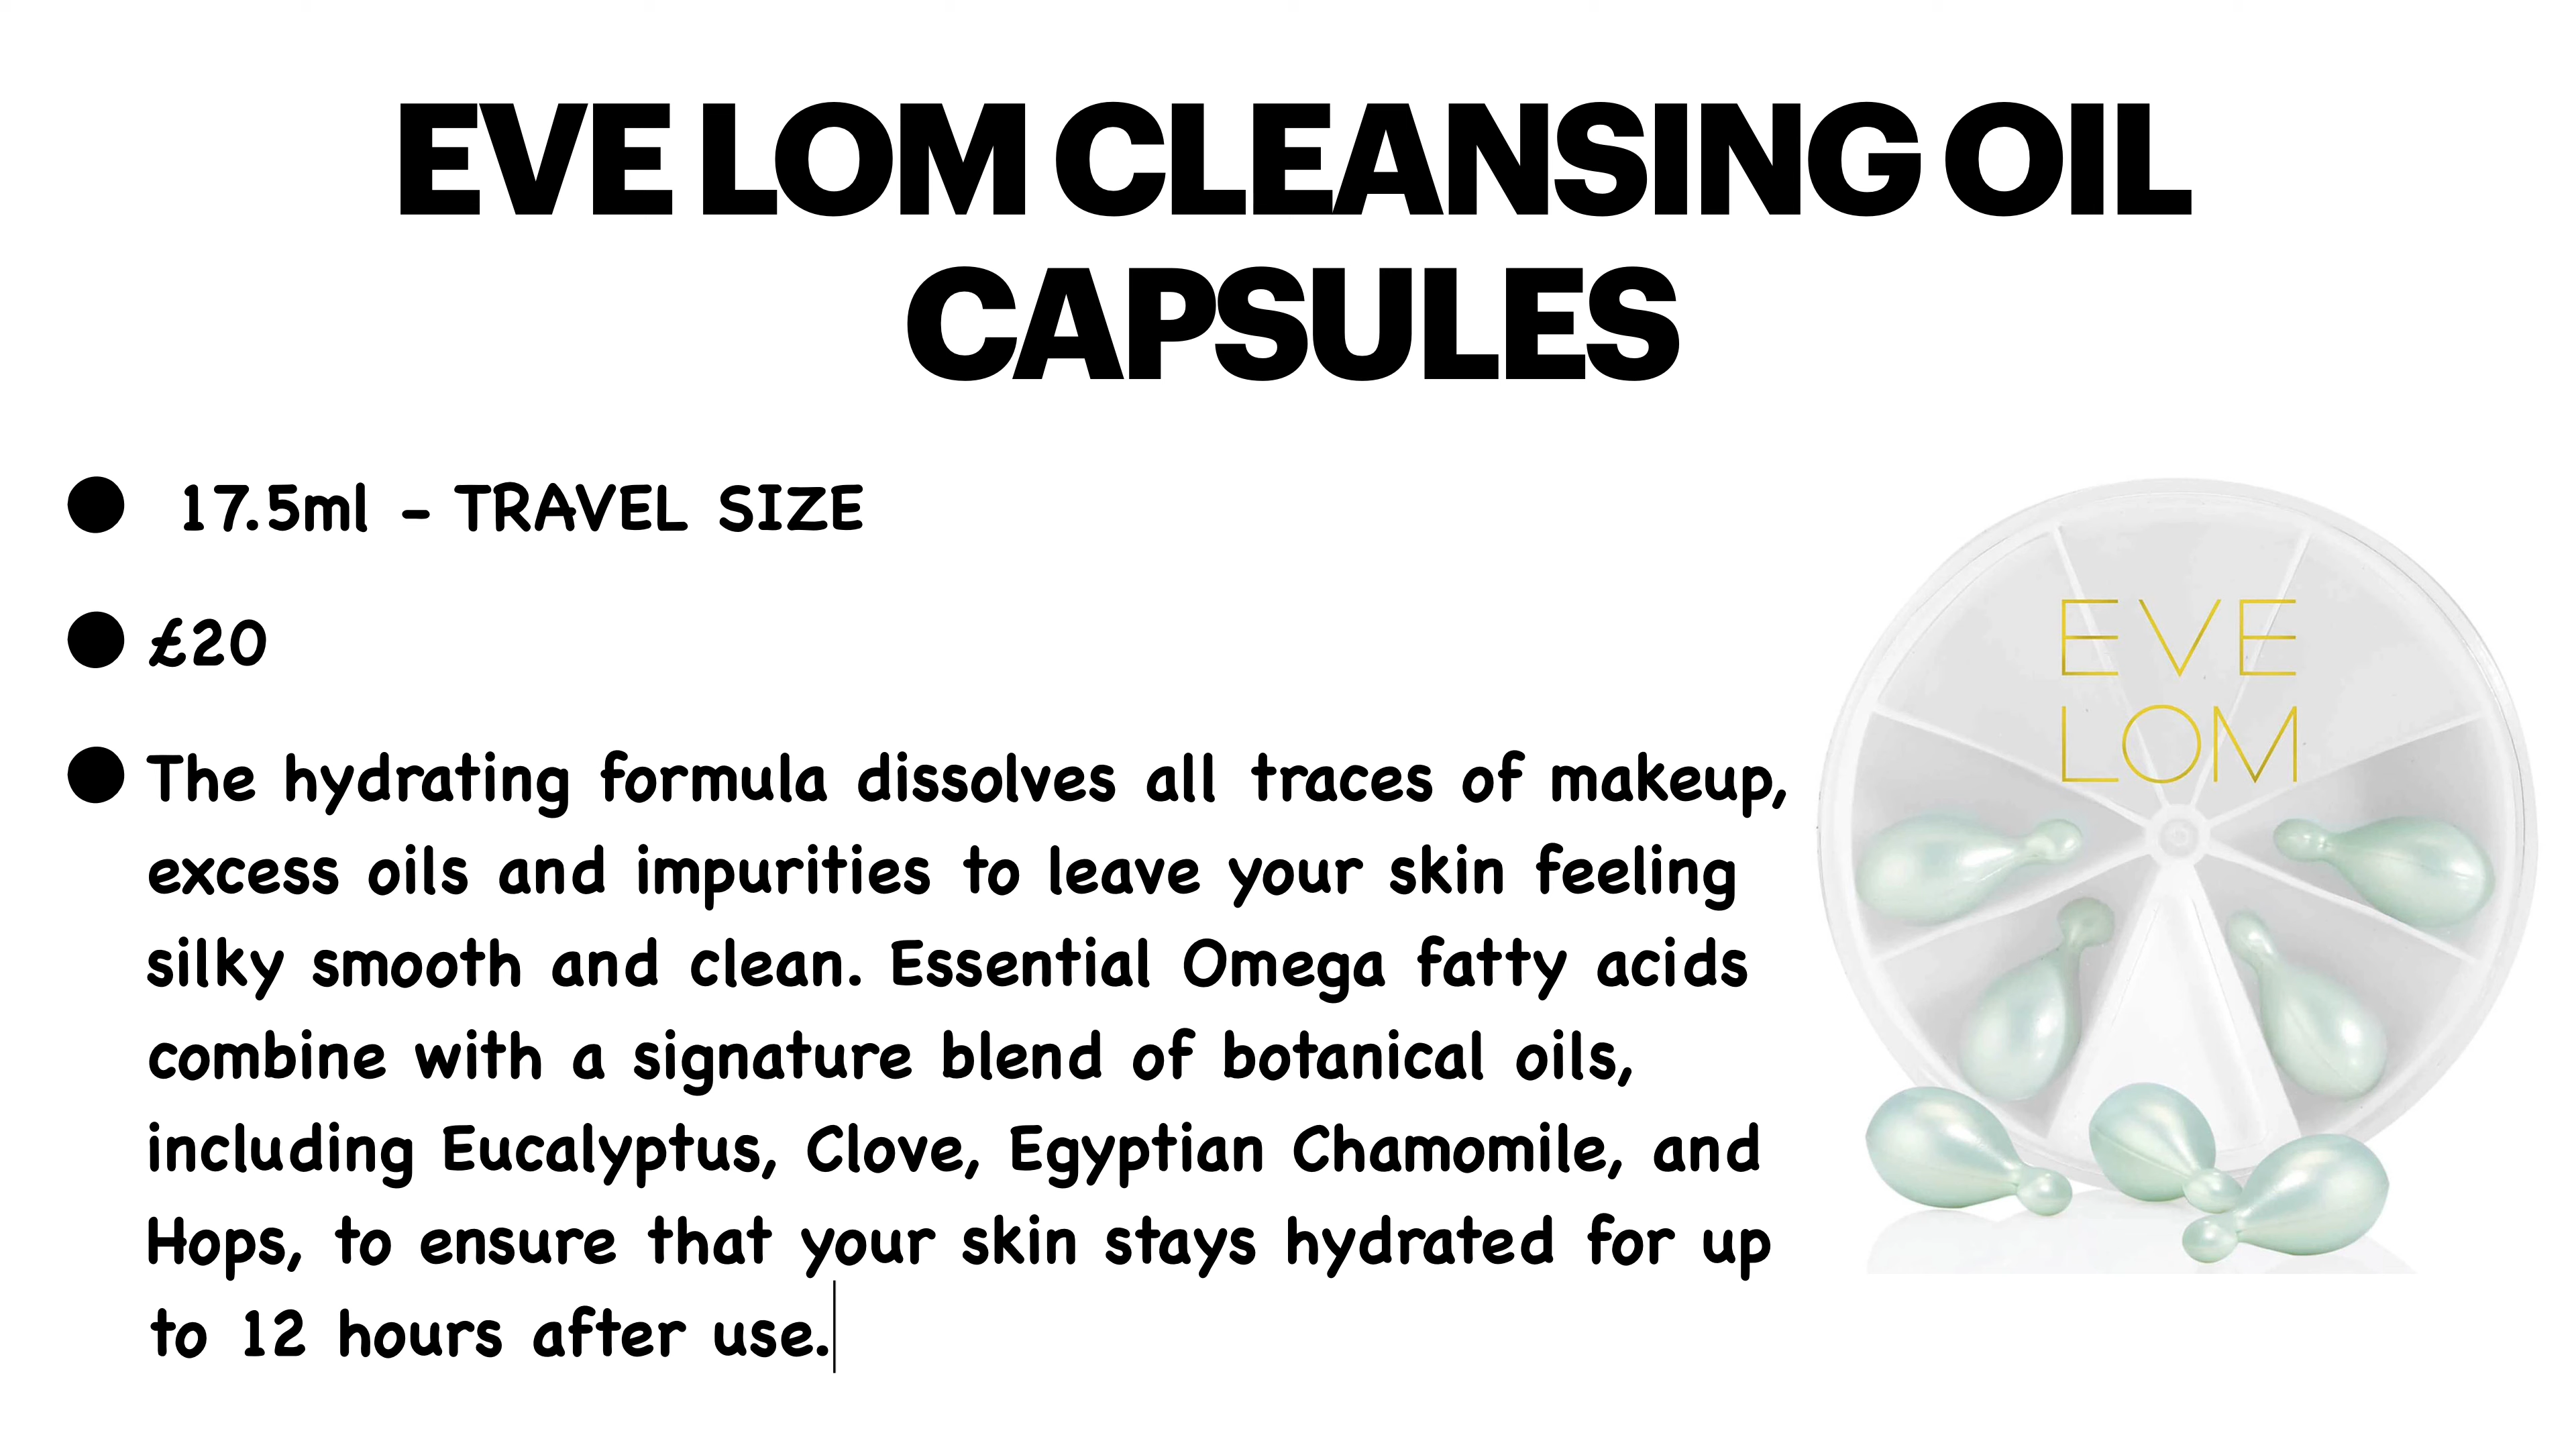 EVE LOM CLEANSING OIL
CAPSULES
17.5ml - TRAVEL SIZE
£20
The hydrating formula dissolves all traces of makeup,
excess oils and impurities to leave your skin feeling
silky smooth and clean. Essential Omega fatty acids
combine with a signature blend of botanical oils,
including Eucalyptus, Clove, Egyptian Chamomile, and
Hops, to ensure that your skin stays hydrated for up
to 12 hours after use.
EVE
LOM